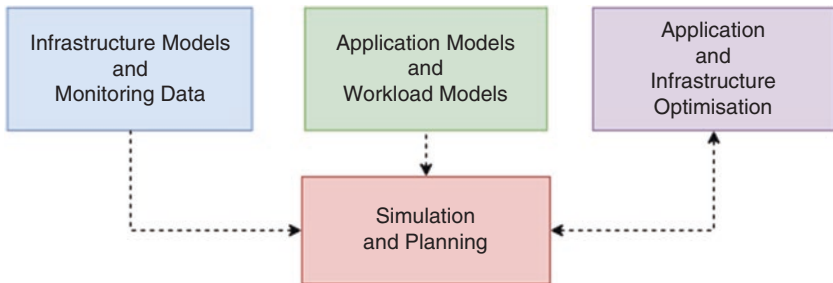 Infrastructure Models
and
Monitoring Data
Application Models
and
Workload Models
Application
and
Infrastructure
Optimisation
Simulation
and Planning